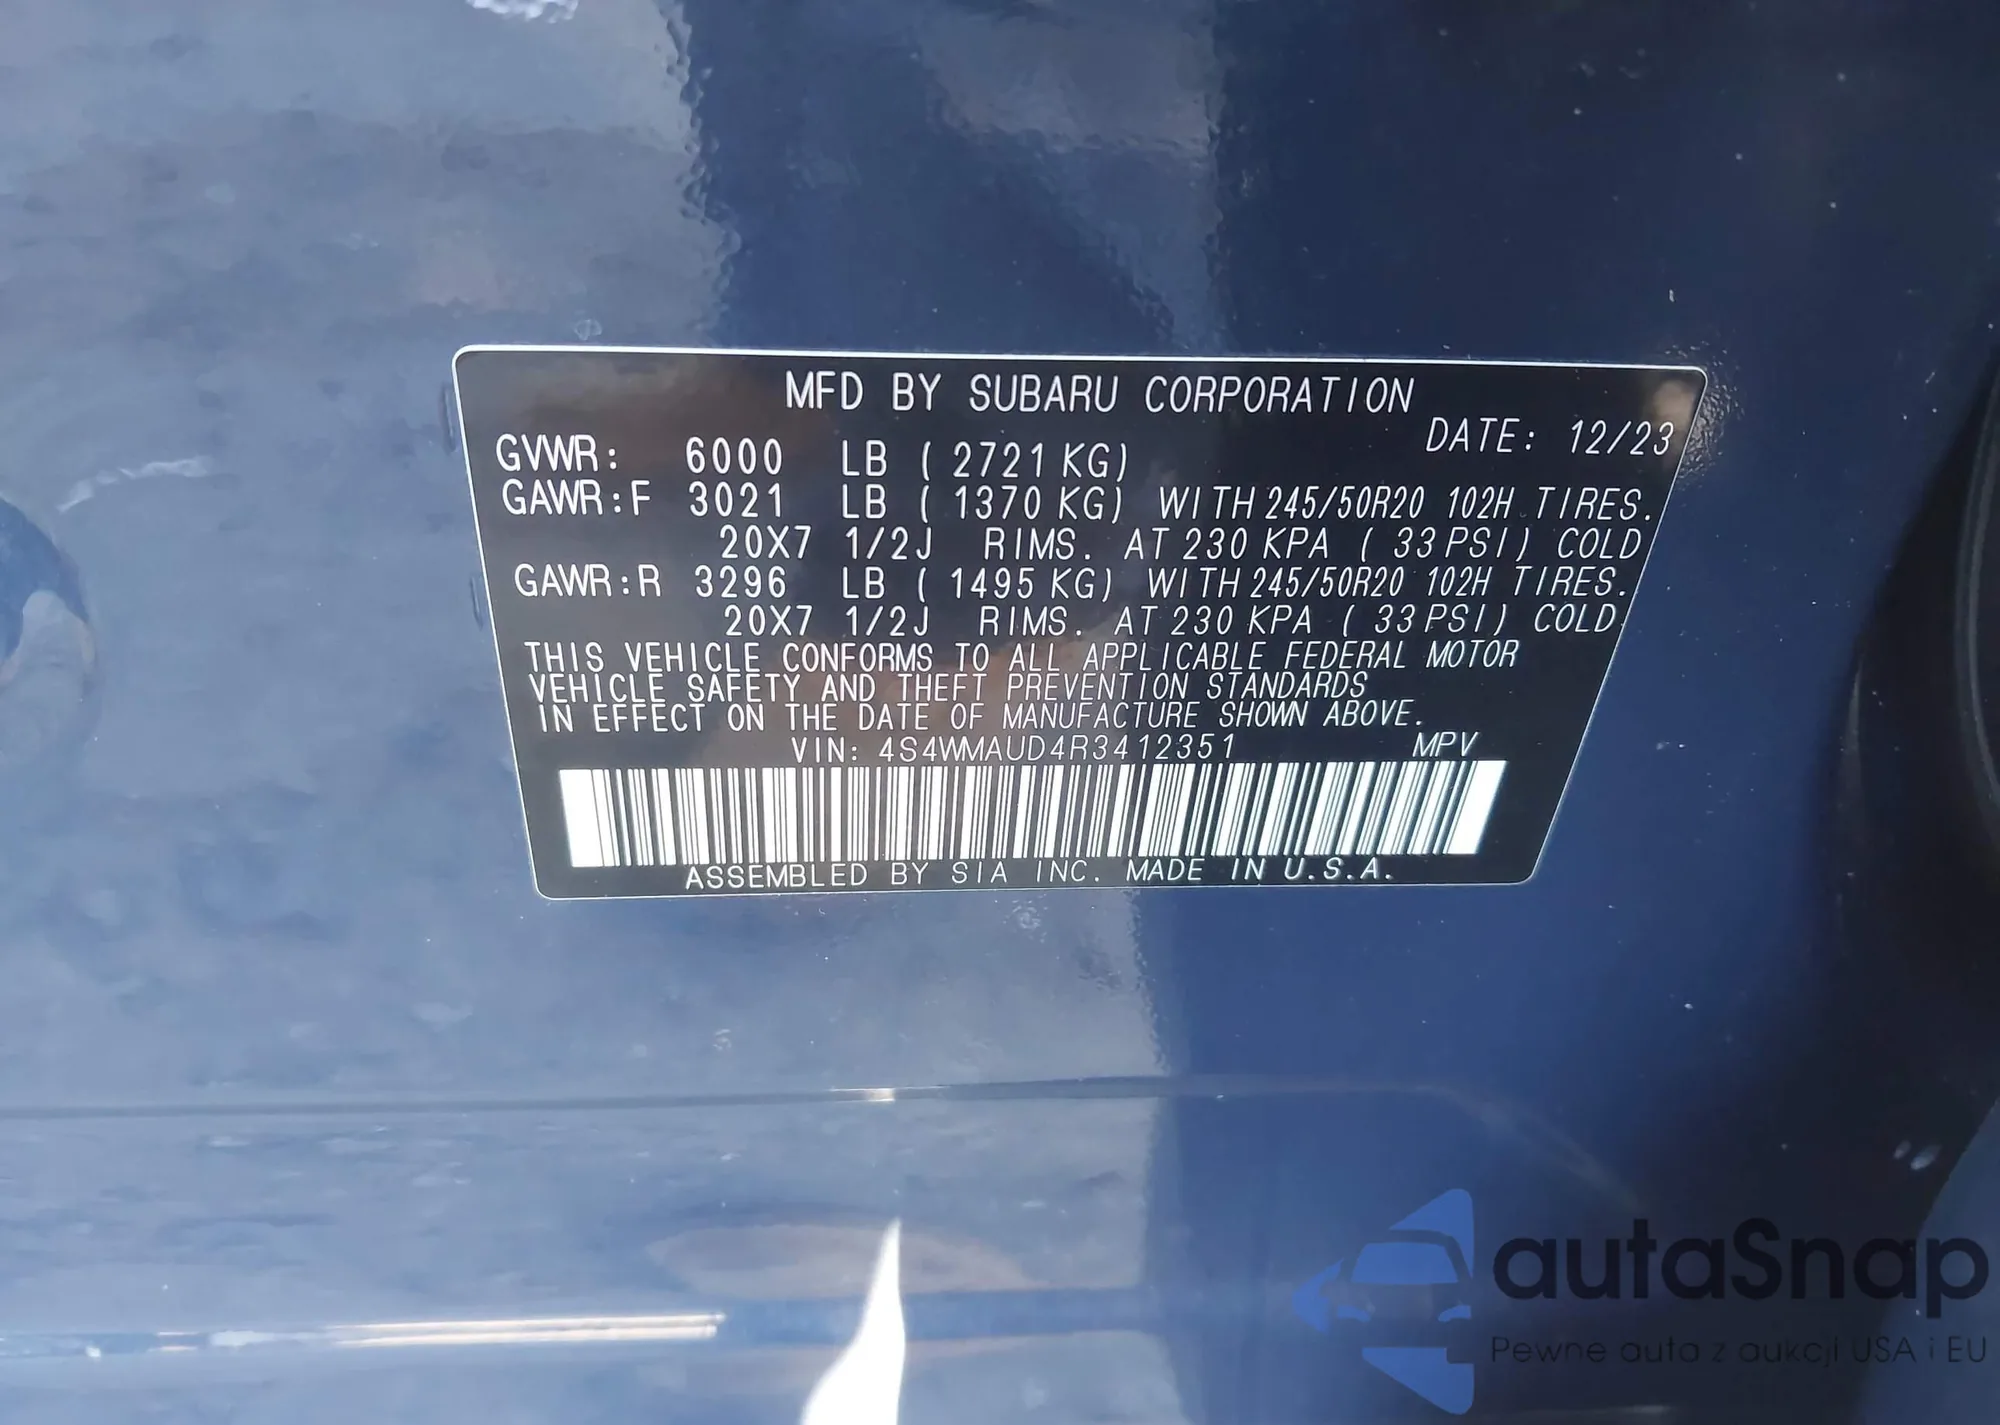 MFD BY SUBARU CORPORATION
DATE: 12/23
GVWR: 6000 LB ( 2721 KG)
GAWR:F 3021 LB ( 1370 KG) WITH 245/50R20 102H TIRES.
20X7 1/2J RIMS. AT 230 KPA ( 33 PSI) COLD
GAWR:R 3296 LB ( 1495 KG) WITH 245/50R20 102H TIRES.
20X7 1/2J RIMS. AT 230 KPA ( 33 PSI) COLD.
THIS VEHICLE CONFORMS TO ALL APPLICABLE FEDERAL MOTOR
VEHICLE SAFETY AND THEFT PREVENTION STANDARDS
IN EFFECT ON THE DATE OF MANUFACTURE SHOWN ABOVE.
VIN: 4S4WMAUD4R3412351 MPV
ASSEMBLED BY SIA INC. MADE IN U.S.A.
autaSnap
Pewne auta z aukcji USA i EU